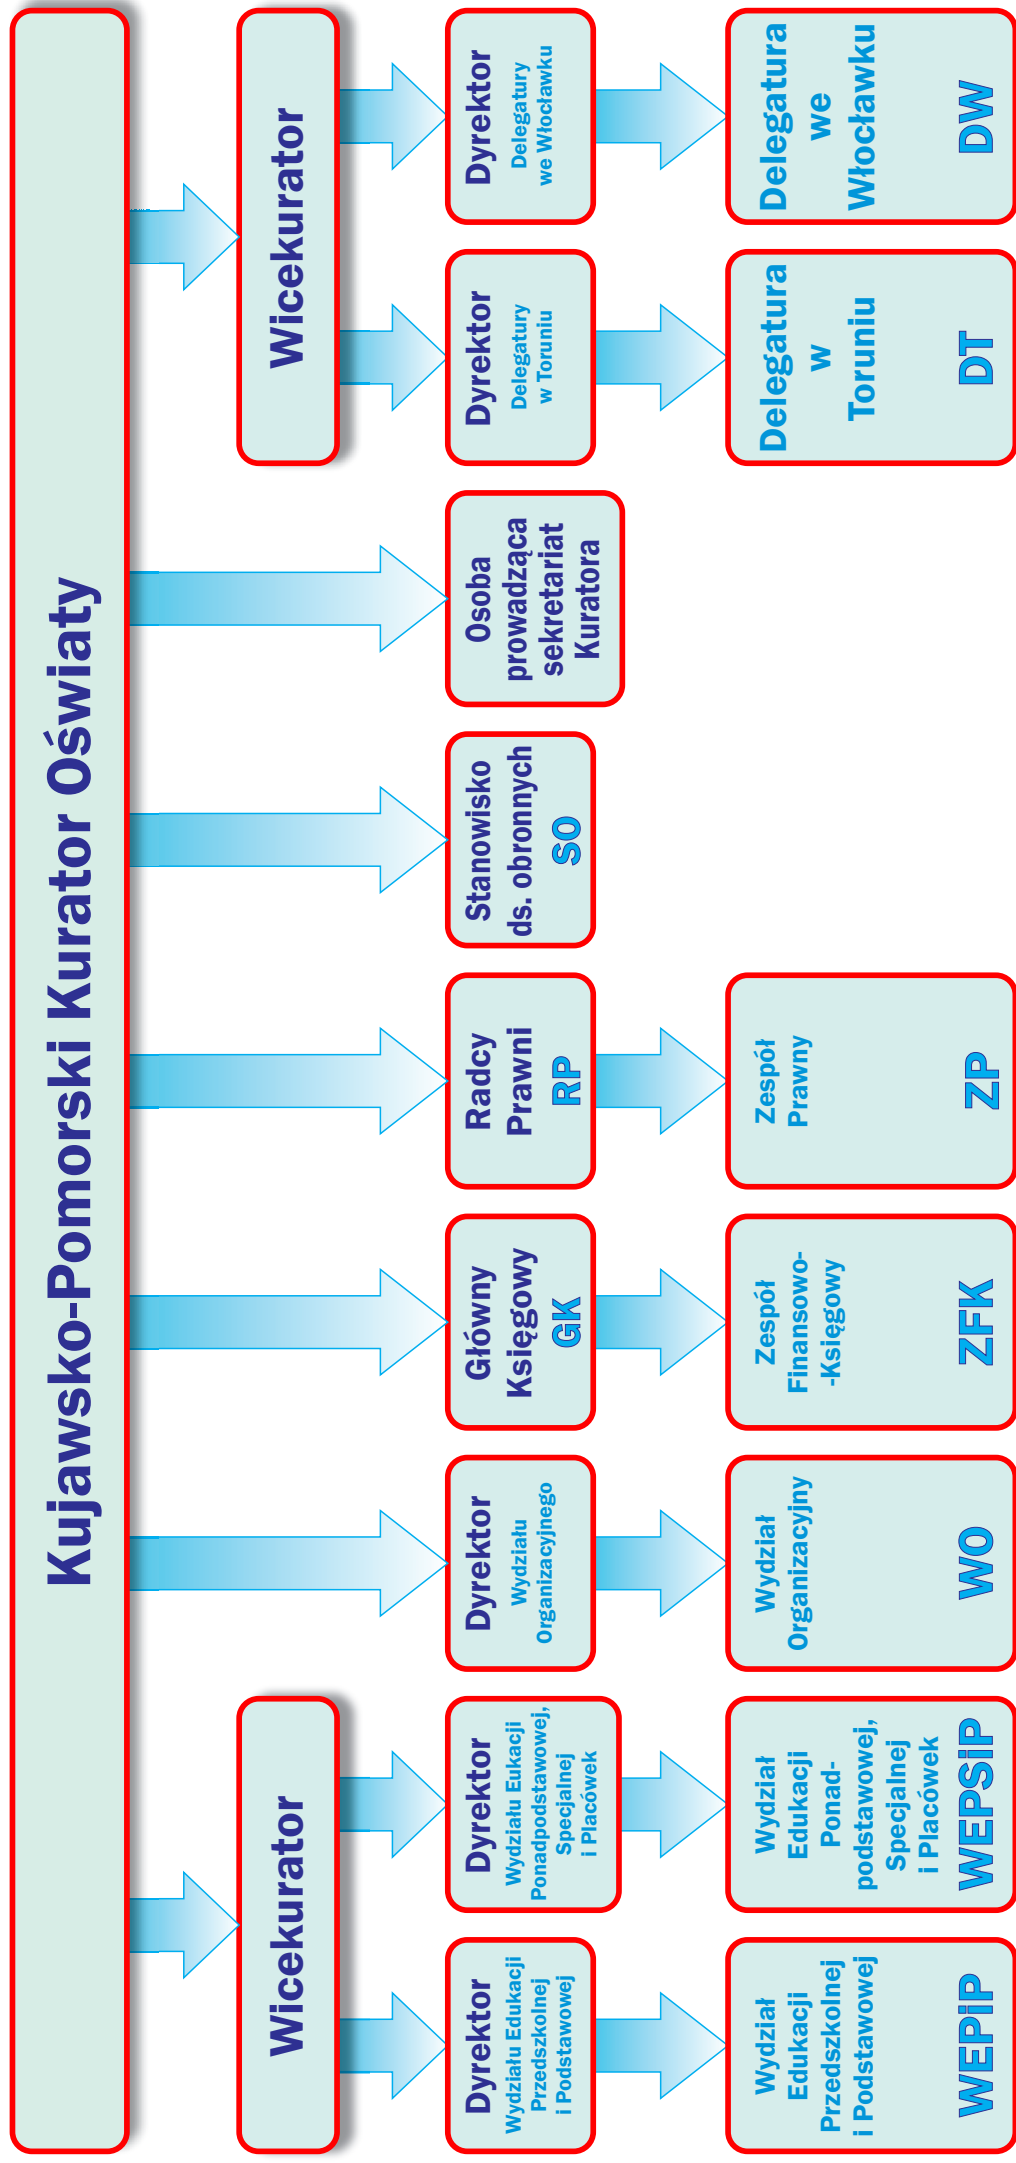 Kujawsko-Pomorski Kurator Oświaty
Wicekurator
Wicekurator
Dyrektor
Wydziału Edukacji
Przedszkolnej
i Podstawowej
Dyrektor
Wydziału Eukacji
Ponadpodstawowej,
Specjalnej
i Placówek
Dyrektor
Wydziału
Organizacyjnego
Główny
Księgowy
GK
Radcy
Prawni
RP
Stanowisko
ds. obronnych
SO
Osoba
prowadząca
sekretariat
Kuratora
Dyrektor
Delegatury
w Toruniu
Dyrektor
Delegatury
we Włocławku
Wydział
Edukacji
Przedszkolnej
i Podstawowej
WEPiP
Wydział
Edukacji
Ponad-
podstawowej,
Specjalnej
i Placówek
WEPSiP
Wydział
Organizacyjny
WO
Zespół
Finansowo-
-Księgowy
ZFK
Zespół
Prawny
ZP
Delegatura
w
Toruniu
DT
Delegatura
we
Włocławku
DW